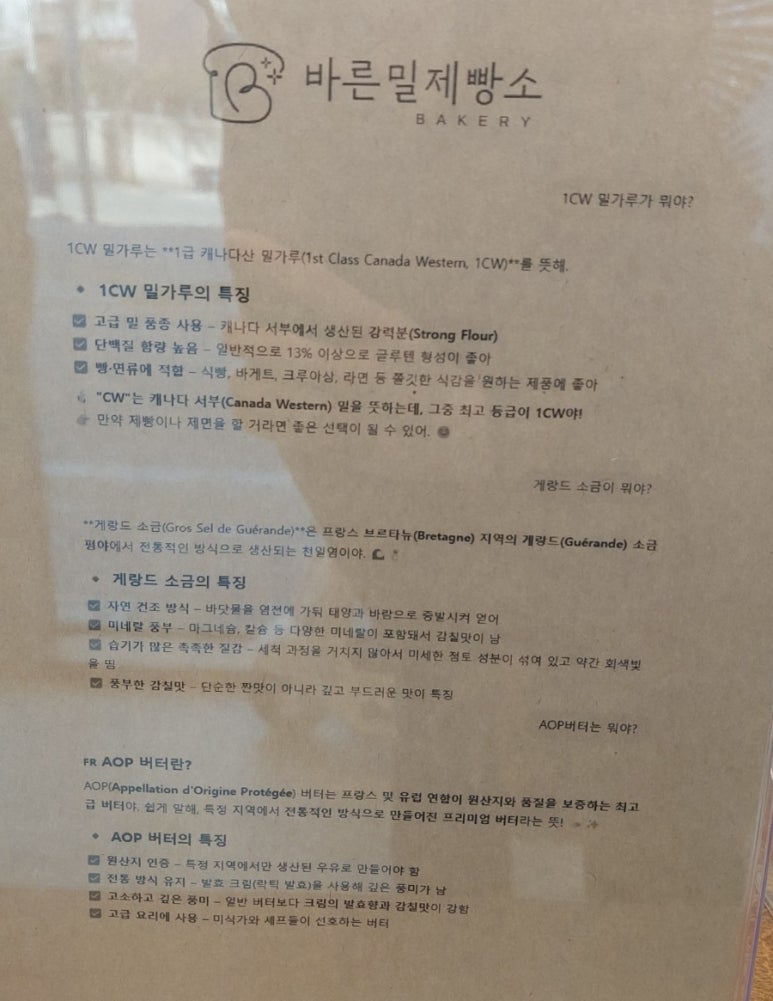 바른밀제빵소
BAKERY
1CW 밀가루가 뭐야?
1CW 밀가루는 **1급 캐나다산 밀가루(1st Class Canada Western, 1CW)**를 뜻해.
• 1CW 밀가루의 특징
☑ 고급 밀 품종 사용 – 캐나다 서부에서 생산된 강력분(Strong Flour)
☑ 단백질 함량 높음 – 일반적으로 13% 이상으로 글루텐 형성이 좋아
☑ 빵·면류에 적합 – 식빵, 바게트, 크루아상, 라면 등 쫄깃한 식감을 원하는 제품에 좋아
👆 "CW"는 캐나다 서부(Canada Western) 밀을 뜻하는데, 그중 최고 등급이 1CW야!
👉 만약 제빵이나 제면을 할 거라면 좋은 선택이 될 수 있어. 😊
게랑드 소금이 뭐야?
**게랑드 소금(Gros Sel de Guérande)**은 프랑스 브르타뉴(Bretagne) 지역의 게랑드(Guérande) 소금
평야에서 전통적인 방식으로 생산되는 천일염이야. 🌊🧂
• 게랑드 소금의 특징
☑ 자연 건조 방식 – 바닷물을 염전에 가둬 태양과 바람으로 증발시켜 얻어
☑ 미네랄 풍부 – 마그네슘, 칼슘 등 다양한 미네랄이 포함돼서 감칠맛이 남
☑ 습기가 많은 촉촉한 질감 – 세척 과정을 거치지 않아서 미세한 점토 성분이 섞여 있고 약간 회색빛
을 띰
☑ 풍부한 감칠맛 – 단순한 짠맛이 아니라 깊고 부드러운 맛이 특징
AOP버터는 뭐야?
FR AOP 버터란?
AOP(Appellation d'Origine Protégée) 버터는 프랑스 및 유럽 연합이 원산지와 품질을 보증하는 최고
급 버터야. 쉽게 말해, 특정 지역에서 전통적인 방식으로 만들어진 프리미엄 버터라는 뜻! 🧈✨
• AOP 버터의 특징
☑ 원산지 인증 – 특정 지역에서만 생산된 우유로 만들어야 함
☑ 전통 방식 유지 – 발효 크림(락틱 발효)을 사용해 깊은 풍미가 남
☑ 고소하고 깊은 풍미 – 일반 버터보다 크림의 발효향과 감칠맛이 강함
☑ 고급 요리에 사용 – 미식가와 셰프들이 선호하는 버터